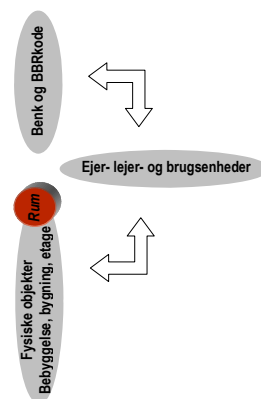 Benk og BBRkode
Ejer- lejer- og brugsenheder
Rum
Fysiske objekter
Bebyggelse, bygning, etage